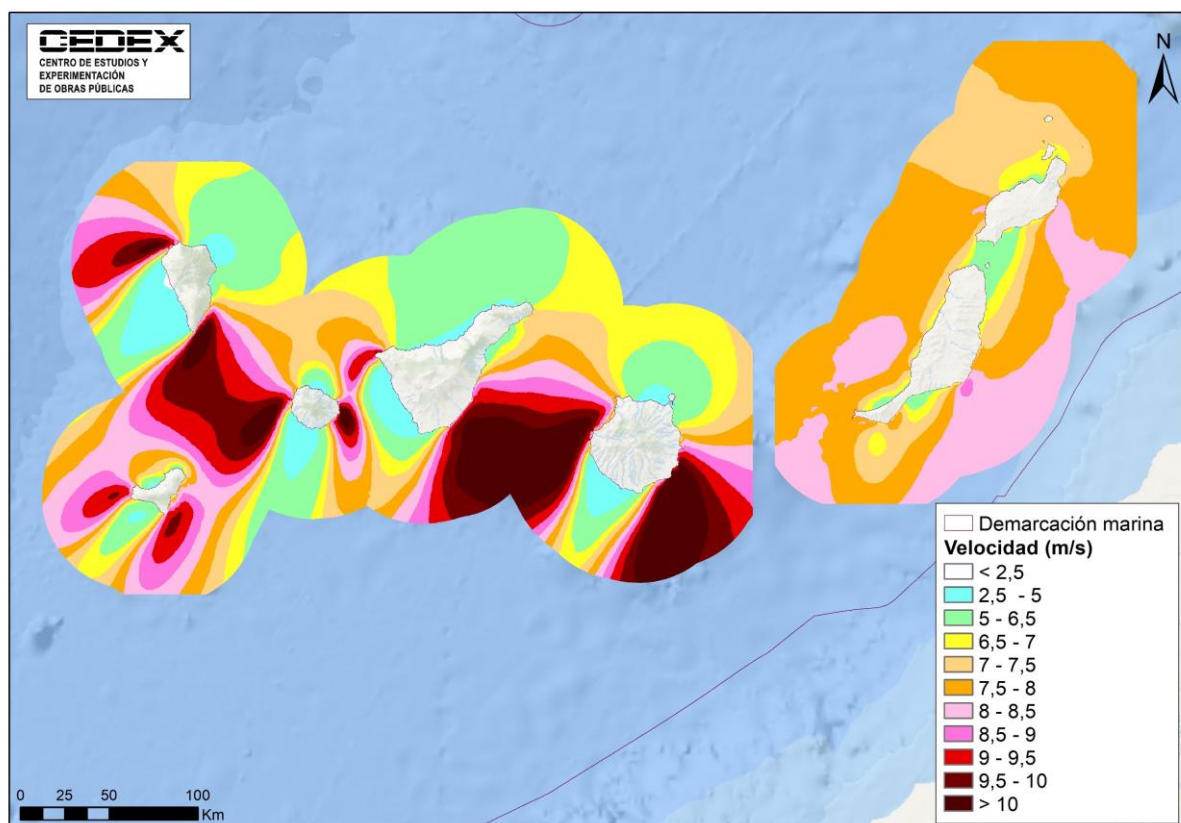 CEDEX
CENTRO DE ESTUDIOS Y
EXPERIMENTACIÓN
DE OBRAS PÚBLICAS
N
Demarcación marina
Velocidad (m/s)
< 2,5
2,5 - 5
5 - 6,5
6,5 - 7
7 - 7,5
7,5 - 8
8 - 8,5
8,5 - 9
9 - 9,5
9,5 - 10
> 10
0 25 50 100
Km